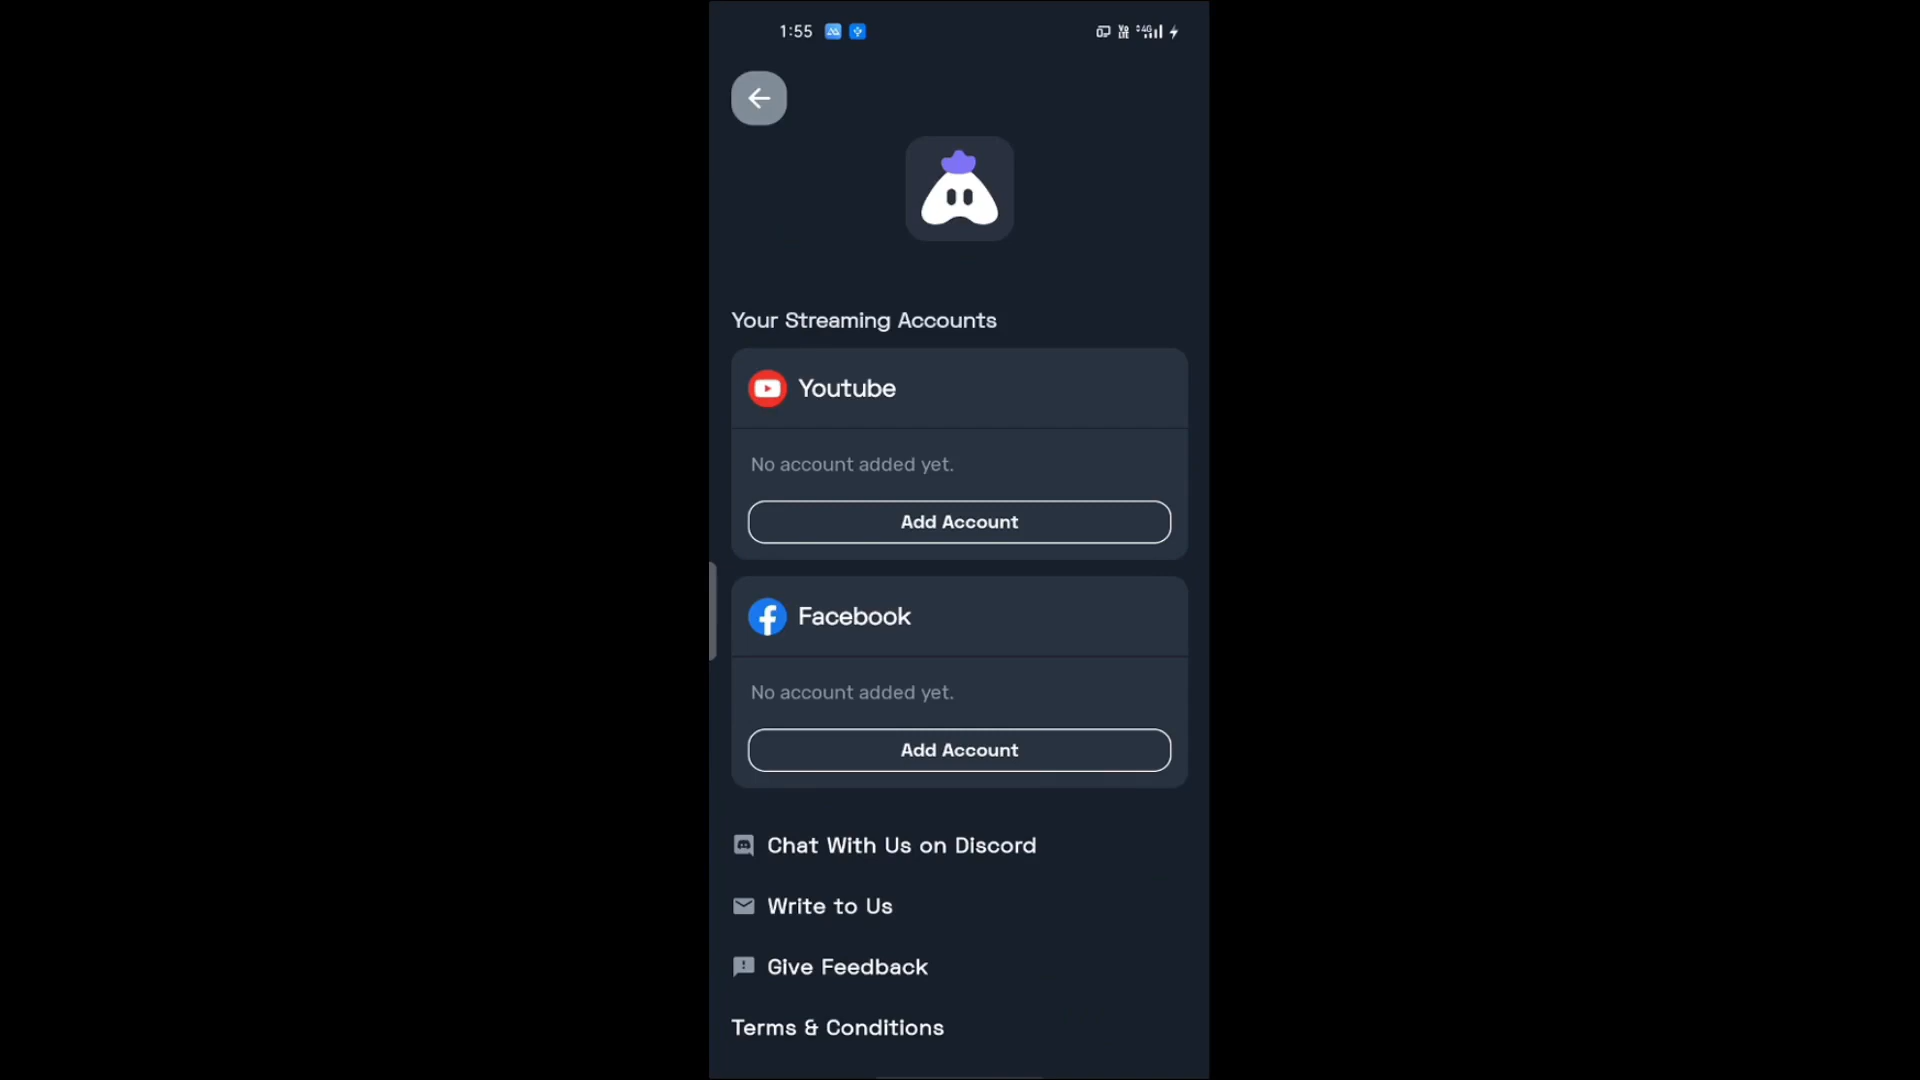 1:55
Your Streaming Accounts
Youtube
No account added yet.
Add Account
Facebook
No account added yet.
Add Account
Chat With Us on Discord
Write to Us
Give Feedback
Terms & Conditions